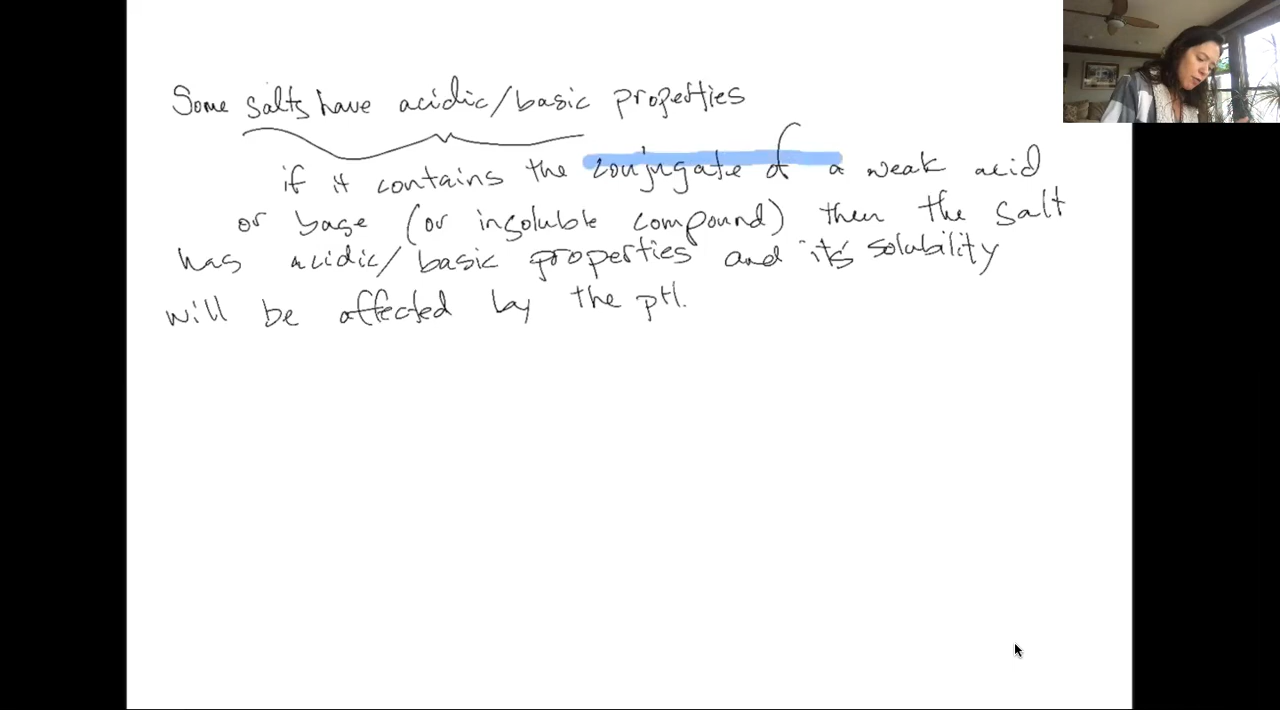 Some salts have acidic/basic properties
if it contains the conjugate of a weak acid
or base (or insoluble compound) then the salt
has acidic/basic properties and it's solubility
will be affected by the pH.